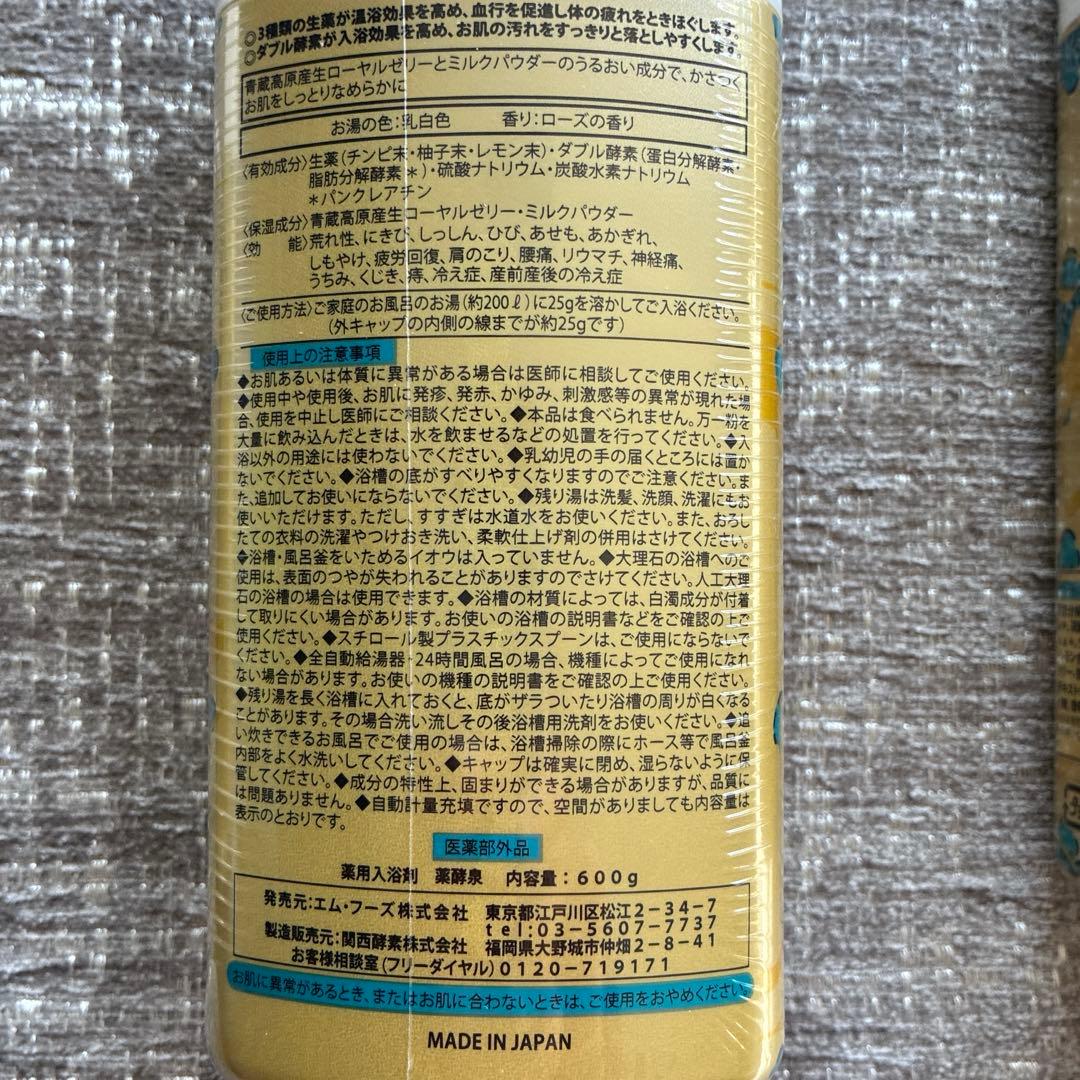 ◎3種類の生薬が温浴効果を高め、血行を促進し体の疲れをときほぐします。
◎ダブル酵素が入浴効果を高め、お肌の汚れをすっきりと落としやすくします。
青蔵高原産生ローヤルゼリーとミルクパウダーのうるおい成分で、かさつく
お肌をしっとりなめらかに
お湯の色:乳白色 香り:ローズの香り
〈有効成分〉生薬(チンピ末・柚子末・レモン末)・ダブル酵素(蛋白分解酵素・
脂肪分解酵素*)・硫酸ナトリウム・炭酸水素ナトリウム
*パンクレアチン
〈保湿成分〉青蔵高原産生ローヤルゼリー・ミルクパウダー
〈効 能〉荒れ性、にきび、しっしん、ひび、あせも、あかぎれ、
しもやけ、疲労回復、肩のこり、腰痛、リウマチ、神経痛、
うちみ、くじき、痔、冷え症、産前産後の冷え症
〈ご使用方法〉ご家庭のお風呂のお湯(約200ℓ)に25gを溶かしてご入浴ください。
(外キャップの内側の線までが約25gです)
使用上の注意事項
◆お肌あるいは体質に異常がある場合は医師に相談してご使用ください。
◆使用中や使用後、お肌に発疹、発赤、かゆみ、刺激感等の異常が現れた場
合、使用を中止し医師にご相談ください。◆本品は食べられません。万一粉を
大量に飲み込んだときは、水を飲ませるなどの処置を行ってください。◆入
浴以外の用途には使わないでください。◆乳幼児の手の届くところには置か
ないでください。◆浴槽の底がすべりやすくなりますのでご注意ください。ま
た、追加してお使いにならないでください。◆残り湯は洗髪、洗顔、洗濯にもお
使いいただけます。ただし、すすぎは水道水をお使いください。また、おろし
たての衣料の洗濯やつけおき洗い、柔軟仕上げ剤の併用はさけてください。
◆浴槽・風呂釜をいためるイオウは入っていません。◆大理石の浴槽へのご
使用は、表面のつやが失われることがありますのでさけてください。人工大理
石の浴槽の場合は使用できます。◆浴槽の材質によっては、白濁成分が付着
して取りにくい場合があります。お使いの浴槽の説明書などをご確認の上ご
使用ください。◆スチロール製プラスチックスプーンは、ご使用にならないで
ください。◆全自動給湯器・24時間風呂の場合、機種によってご使用になれ
ない場合があります。お使いの機種の説明書をご確認の上ご使用ください。
◆残り湯を長く浴槽に入れておくと、底がザラついたり浴槽の周りが白くなる
ことがあります。その場合洗い流しその後浴槽用洗剤をお使いください。◆追
い炊きできるお風呂でご使用の場合は、浴槽掃除の際にホース等で風呂釜
内部をよく水洗いしてください。◆キャップは確実に閉め、湿らないように保
管してください。◆成分の特性上、固まりができる場合がありますが、品質に
は問題ありません。◆自動計量充填ですので、空間がありましても内容量は
表示のとおりです。
医薬部外品
薬用入浴剤 薬酵泉 内容量:600g
発売元:エム・フーズ株式会社 東京都江戸川区松江2-34-7
tel:03-5607-7737
製造販売元:関西酵素株式会社 福岡県大野城市仲畑2-8-41
お客様相談室(フリーダイヤル)0120-719171
お肌に異常があるとき、またはお肌に合わないときは、ご使用をおやめください。
MADE IN JAPAN